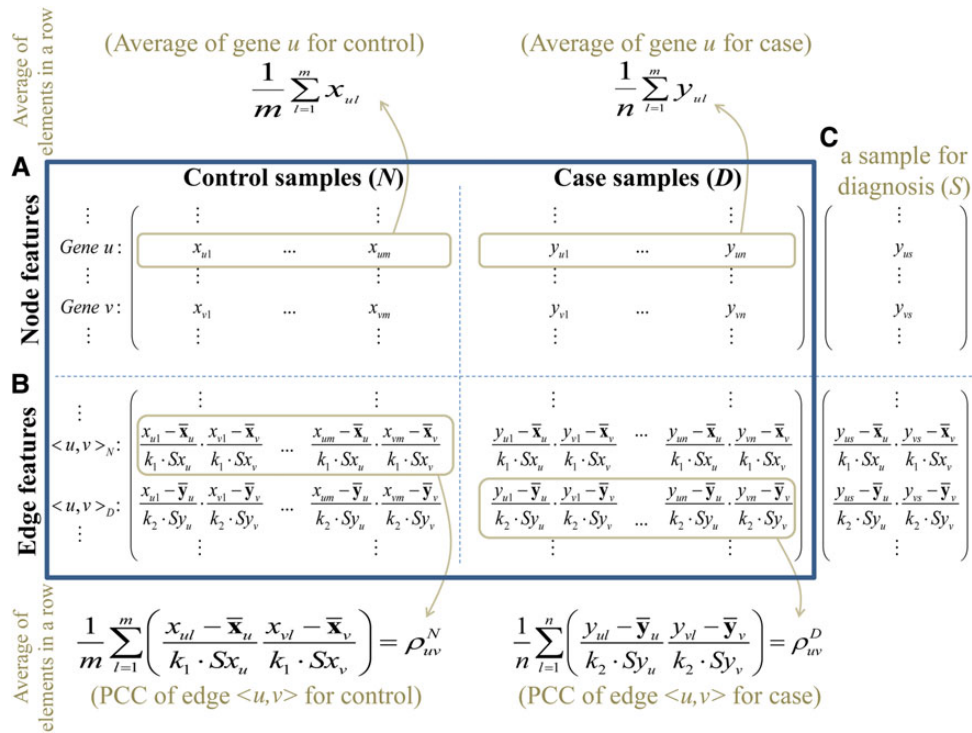 Average of
elements in a row
(Average of gene u for control)
(Average of gene u for case)
1/m ∑_{l=1}^{m} x_{ul}
1/n ∑_{l=1}^{m} y_{ul}
A
C
Control samples (N)
Case samples (D)
a sample for
diagnosis (S)
Node features
⋮ ⋮ ⋮ ⋮ ⋮ ⋮
Gene u: x_{u1} ... x_{um} y_{u1} ... y_{un} y_{us}
⋮ ⋮ ⋮ ⋮ ⋮ ⋮
Gene v: x_{v1} ... x_{vm} y_{v1} ... y_{vn} y_{vs}
⋮ ⋮ ⋮ ⋮ ⋮ ⋮
B
Edge features
⋮ ⋮ ⋮ ⋮ ⋮ ⋮
<u,v>_N: (x_{u1} − x̄_u)/(k_1 · Sx_u) · (x_{v1} − x̄_v)/(k_1 · Sx_v) ... (x_{um} − x̄_u)/(k_1 · Sx_u) · (x_{vm} − x̄_v)/(k_1 · Sx_v) (y_{u1} − x̄_u)/(k_1 · Sx_u) · (y_{v1} − x̄_v)/(k_1 · Sx_v) ... (y_{un} − x̄_u)/(k_1 · Sx_u) · (y_{vn} − x̄_v)/(k_1 · Sx_v) (y_{us} − x̄_u)/(k_1 · Sx_u) · (y_{vs} − x̄_v)/(k_1 · Sx_v)
<u,v>_D: (x_{u1} − ȳ_u)/(k_2 · Sy_u) · (x_{v1} − ȳ_v)/(k_2 · Sy_v) ... (x_{um} − ȳ_u)/(k_2 · Sy_u) · (x_{vm} − ȳ_v)/(k_2 · Sy_v) (y_{u1} − ȳ_u)/(k_2 · Sy_u) · (y_{v1} − ȳ_v)/(k_2 · Sy_v) ... (y_{un} − ȳ_u)/(k_2 · Sy_u) · (y_{vn} − ȳ_v)/(k_2 · Sy_v) (y_{us} − ȳ_u)/(k_2 · Sy_u) · (y_{vs} − ȳ_v)/(k_2 · Sy_v)
⋮ ⋮ ⋮ ⋮ ⋮ ⋮
Average of
elements in a row
1/m ∑_{l=1}^{m} ((x_{ul} − x̄_u)/(k_1 · Sx_u) (x_{vl} − x̄_v)/(k_1 · Sx_v)) = ρ_{uv}^{N}
1/n ∑_{l=1}^{n} ((y_{ul} − ȳ_u)/(k_2 · Sy_u) (y_{vl} − ȳ_v)/(k_2 · Sy_v)) = ρ_{uv}^{D}
(PCC of edge <u,v> for control)
(PCC of edge <u,v> for case)